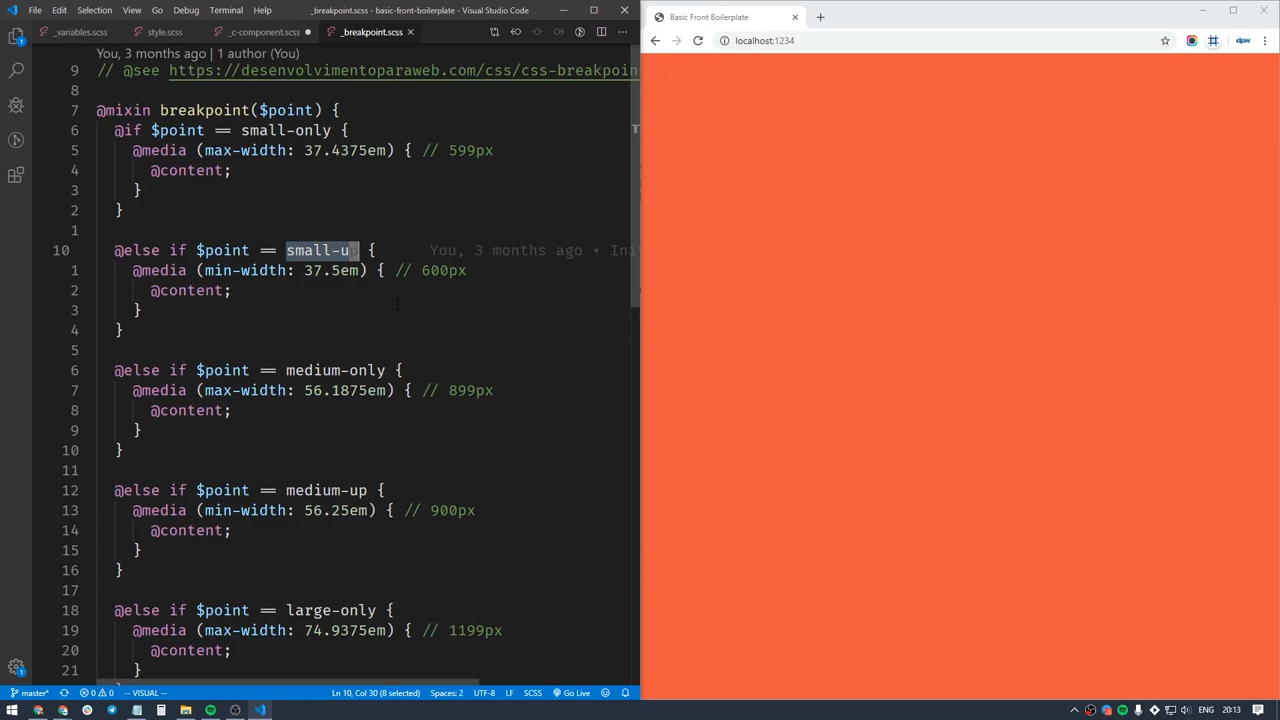 File Edit Selection View Go Debug Terminal Help _breakpoint.scss - basic-front-boilerplate - Visual Studio Code
_variables.scss style.scss _c-component.scss _breakpoint.scss
You, 3 months ago | 1 author (You)
9 // @see https://desenvolvimentoparaweb.com/css/css-breakpoin
8
7 @mixin breakpoint($point) {
6 @if $point == small-only {
5 @media (max-width: 37.4375em) { // 599px
4 @content;
3 }
2 }
1
10 @else if $point == small-up { You, 3 months ago • Ini
1 @media (min-width: 37.5em) { // 600px
2 @content;
3 }
4 }
5
6 @else if $point == medium-only {
7 @media (max-width: 56.1875em) { // 899px
8 @content;
9 }
10 }
11
12 @else if $point == medium-up {
13 @media (min-width: 56.25em) { // 900px
14 @content;
15 }
16 }
17
18 @else if $point == large-only {
19 @media (max-width: 74.9375em) { // 1199px
20 @content;
21 }
master* 0 0 -- VISUAL -- Ln 10, Col 30 (8 selected) Spaces: 2 UTF-8 LF SCSS Go Live
Basic Front Boilerplate
localhost:1234
dpw
ENG 20:13